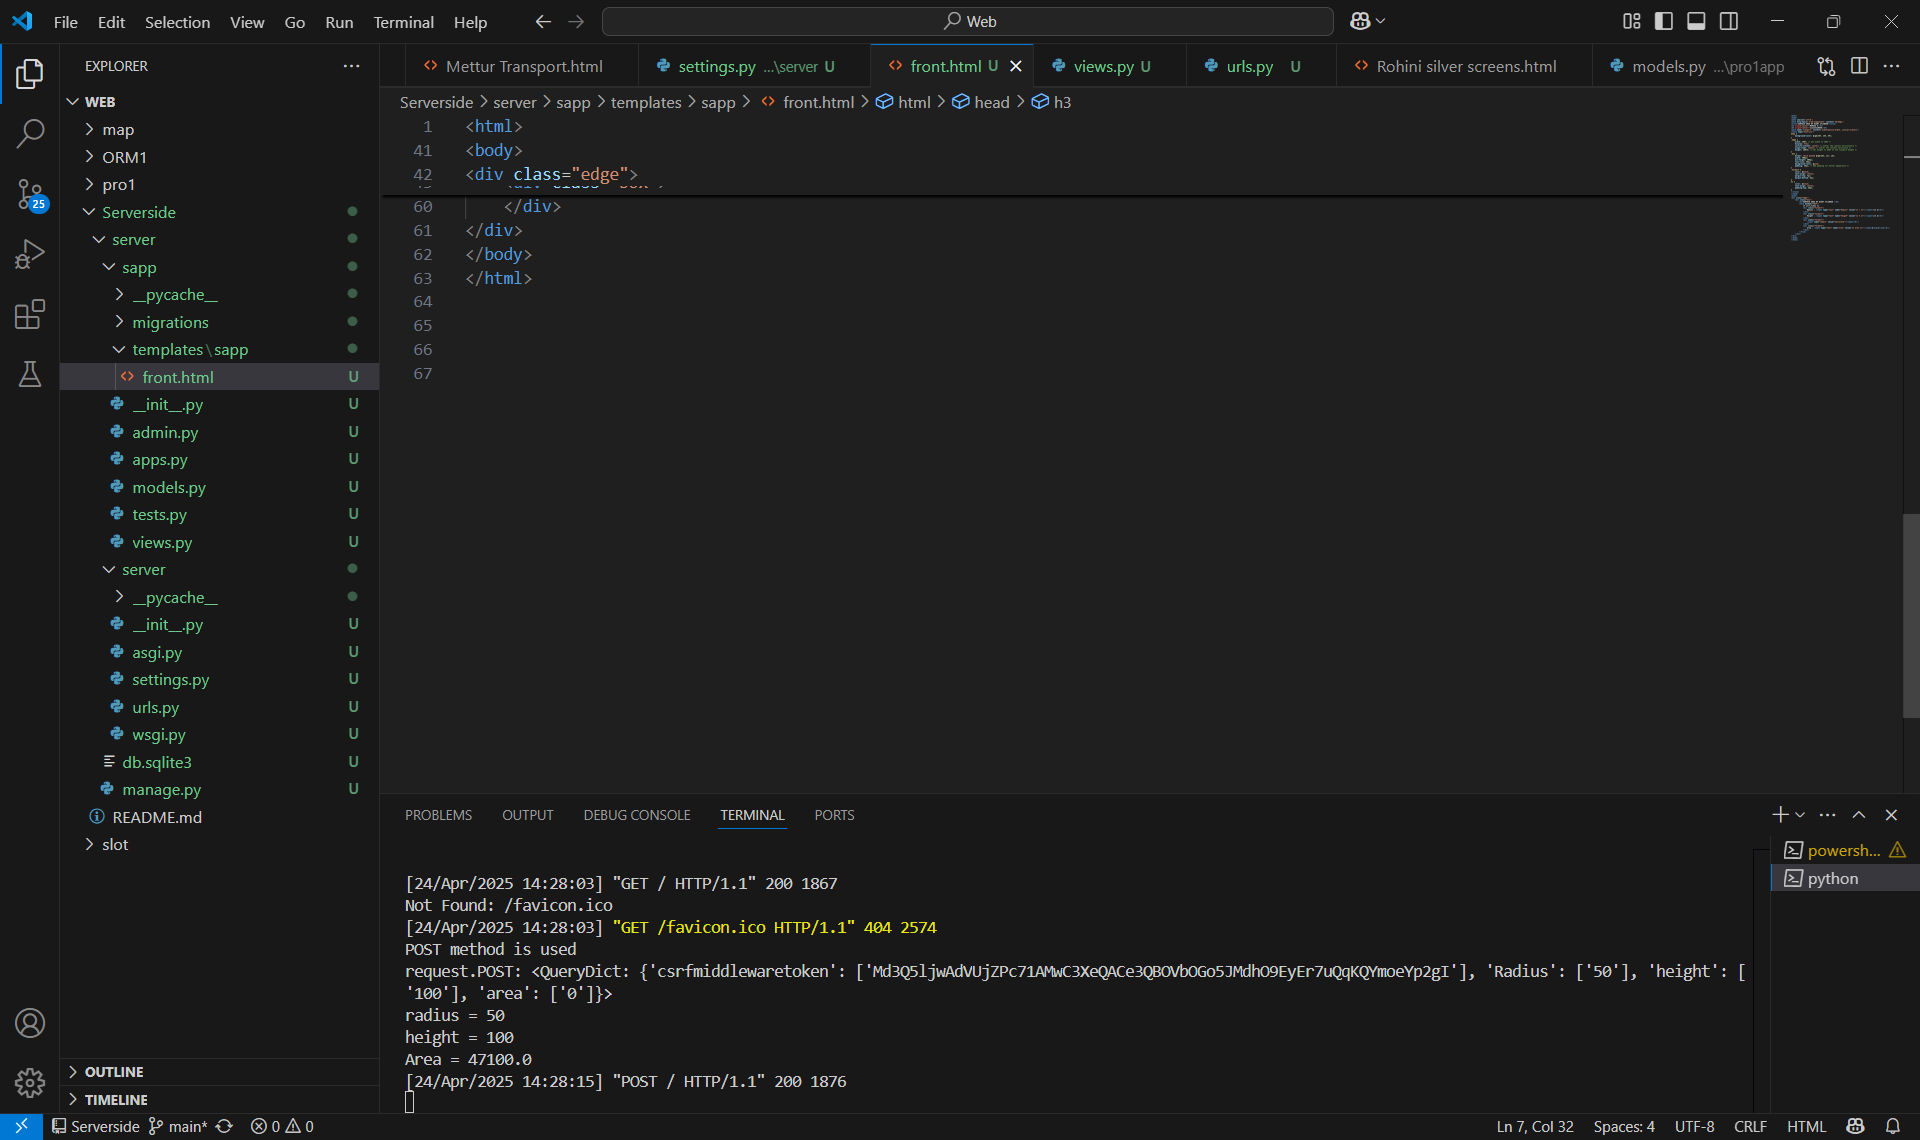 File Edit Selection View Go Run Terminal Help
Web
EXPLORER
Mettur Transport.html
settings.py ...\server U
front.html U
views.py U
urls.py U
Rohini silver screens.html
models.py ...\pro1app
Serverside > server > sapp > templates > sapp > front.html > html > head > h3
WEB
map
ORM1
pro1
Serverside
server
sapp
__pycache__
migrations
templates\sapp
front.html U
__init__.py U
admin.py U
apps.py U
models.py U
tests.py U
views.py U
server
__pycache__
__init__.py U
asgi.py U
settings.py U
urls.py U
wsgi.py U
db.sqlite3 U
manage.py U
README.md
slot
25
OUTLINE
TIMELINE
1 <html>
41 <body>
42 <div class="edge">
60 </div>
61 </div>
62 </body>
63 </html>
64
65
66
67
PROBLEMS OUTPUT DEBUG CONSOLE TERMINAL PORTS
powersh...
python
[24/Apr/2025 14:28:03] "GET / HTTP/1.1" 200 1867
Not Found: /favicon.ico
[24/Apr/2025 14:28:03] "GET /favicon.ico HTTP/1.1" 404 2574
POST method is used
request.POST: <QueryDict: {'csrfmiddlewaretoken': ['Md3Q5ljwAdVUjZPc71AMwC3XeQACe3QBOVbOGo5JMdhO9EyEr7uQqKQYmoeYp2gI'], 'Radius': ['50'], 'height': [
'100'], 'area': ['0']}>
radius = 50
height = 100
Area = 47100.0
[24/Apr/2025 14:28:15] "POST / HTTP/1.1" 200 1876
Serverside main* 0 0
Ln 7, Col 32 Spaces: 4 UTF-8 CRLF HTML